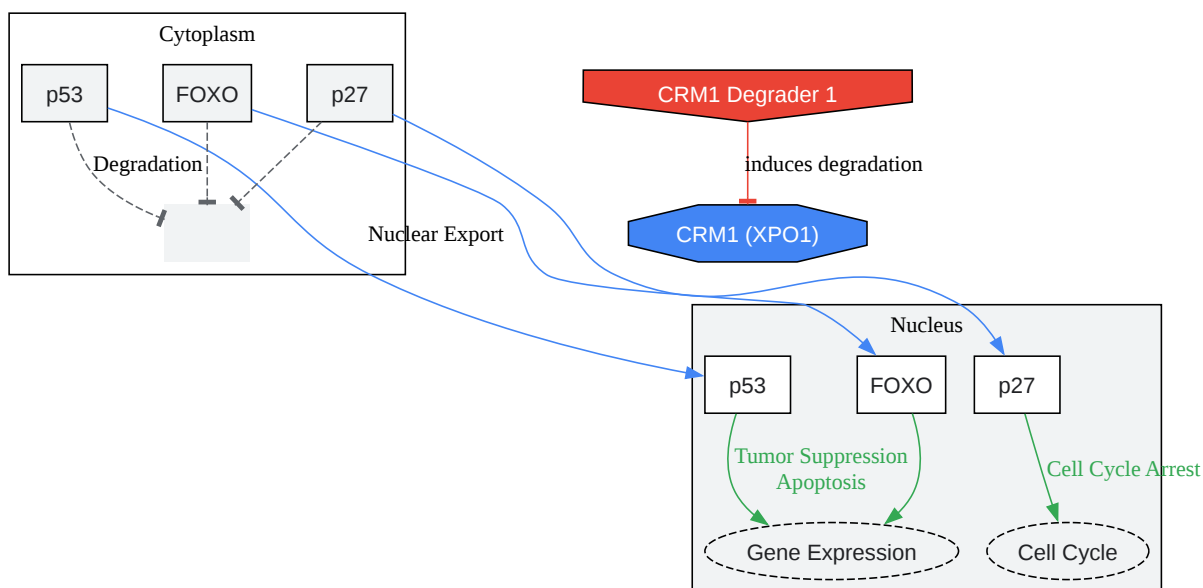 Cytoplasm
p53
FOXO
p27
Degradation
Nuclear Export
CRM1 Degrader 1
induces degradation
CRM1 (XPO1)
Nucleus
p53
FOXO
p27
Tumor Suppression
Apoptosis
Cell Cycle Arrest
Gene Expression
Cell Cycle